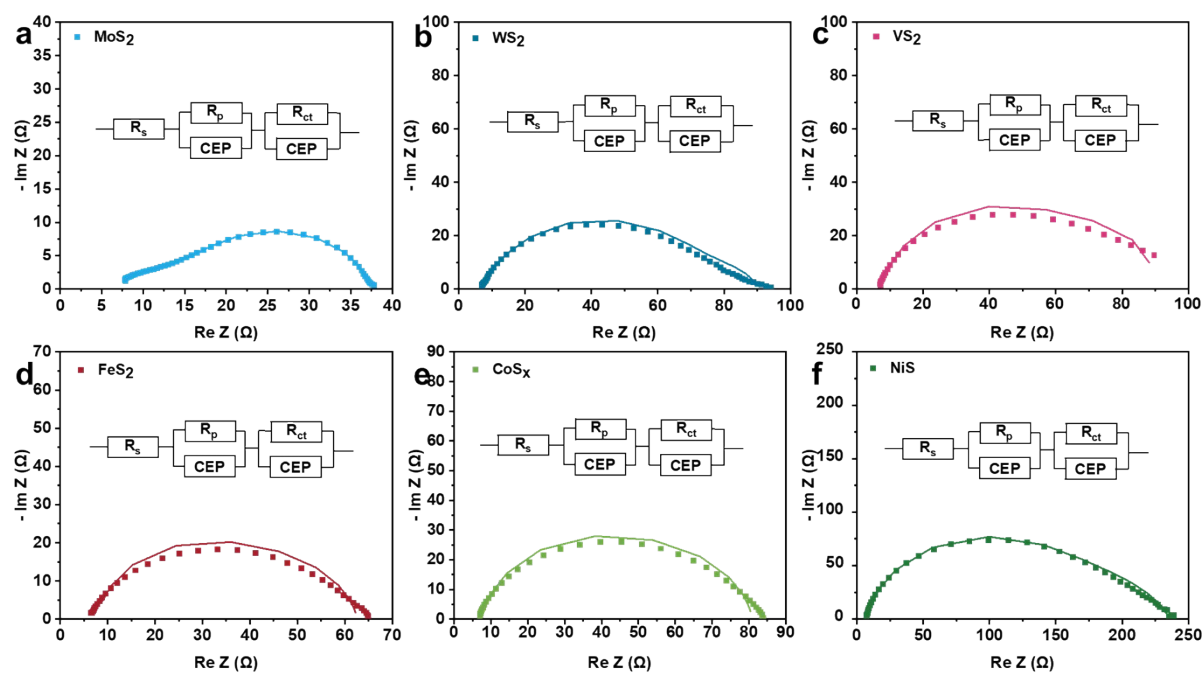 a
MoS2
40
35
30
25
20
15
10
5
0
- Im Z (Ω)
Rs
Rp
CEP
Rct
CEP
0 5 10 15 20 25 30 35 40
Re Z (Ω)
b
WS2
100
80
60
40
20
0
- Im Z (Ω)
Rs
Rp
CEP
Rct
CEP
0 20 40 60 80 100
Re Z (Ω)
c
VS2
100
80
60
40
20
0
- Im Z (Ω)
Rs
Rp
CEP
Rct
CEP
0 20 40 60 80 100
Re Z (Ω)
d
FeS2
70
60
50
40
30
20
10
0
- Im Z (Ω)
Rs
Rp
CEP
Rct
CEP
0 10 20 30 40 50 60 70
Re Z (Ω)
e
CoSx
90
80
70
60
50
40
30
20
10
0
- Im Z (Ω)
Rs
Rp
CEP
Rct
CEP
0 10 20 30 40 50 60 70 80 90
Re Z (Ω)
f
NiS
250
225
200
175
150
125
100
75
50
25
0
- Im Z (Ω)
Rs
Rp
CEP
Rct
CEP
0 50 100 150 200 250
Re Z (Ω)